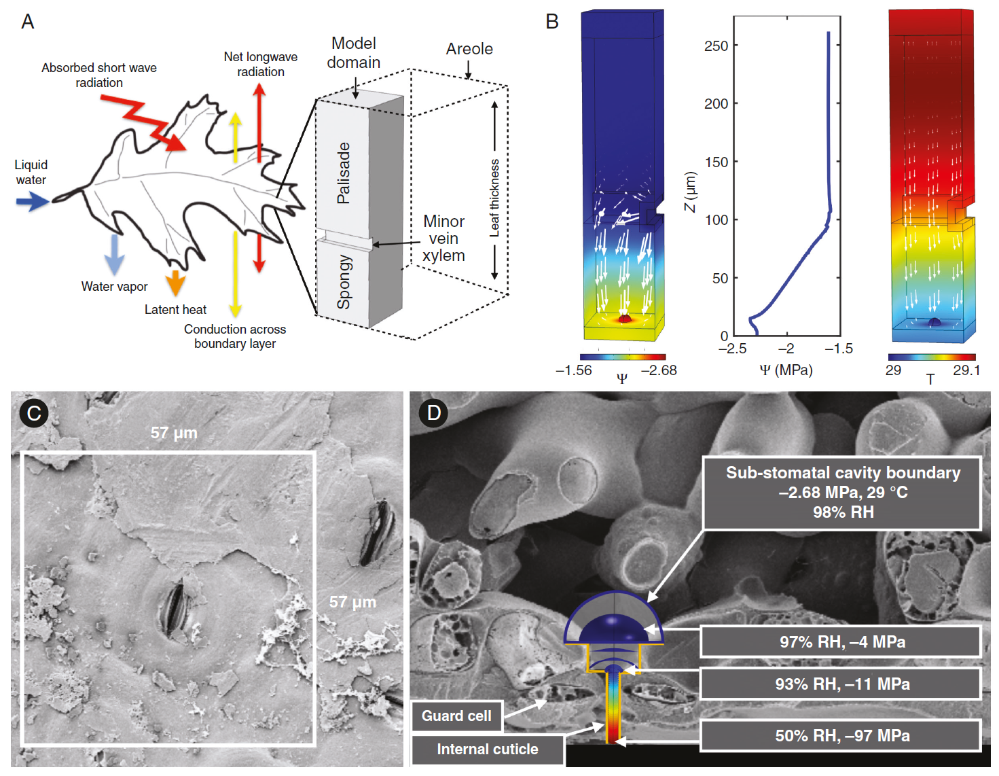 A
Absorbed short wave
radiation
Net longwave
radiation
Liquid
water
Water vapor
Latent heat
Conduction across
boundary layer
Model
domain
Areole
Palisade
Spongy
Leaf thickness
Minor
vein
xylem
B
–1.56
Ψ
–2.68
Z (μm)
250
200
150
100
50
0
–2.5
–2
–1.5
Ψ (MPa)
29
T
29.1
C
57 μm
57 μm
D
Sub-stomatal cavity boundary
–2.68 MPa, 29 °C
98% RH
97% RH, –4 MPa
93% RH, –11 MPa
Guard cell
50% RH, –97 MPa
Internal cuticle